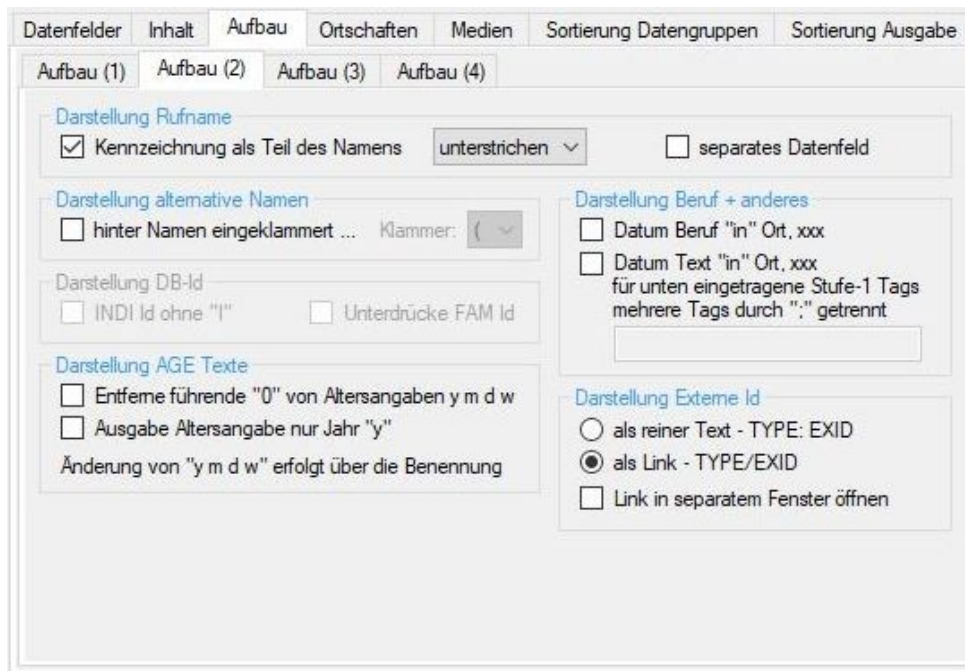 Datenfelder Inhalt Aufbau Ortschaften Medien Sortierung Datengruppen Sortierung Ausgabe
Aufbau (1) Aufbau (2) Aufbau (3) Aufbau (4)
Darstellung Rufname
Kennzeichnung als Teil des Namens unterstrichen separates Datenfeld
Darstellung alternative Namen
hinter Namen eingeklammert ... Klammer: (
Darstellung DB-Id
INDI Id ohne "I" Unterdrücke FAM Id
Darstellung AGE Texte
Entferne führende "0" von Altersangaben y m d w
Ausgabe Altersangabe nur Jahr "y"
Änderung von "y m d w" erfolgt über die Benennung
Darstellung Beruf + anderes
Datum Beruf "in" Ort, xxx
Datum Text "in" Ort, xxx
für unten eingetragene Stufe-1 Tags
mehrere Tags durch ";" getrennt
Darstellung Externe Id
als reiner Text - TYPE: EXID
als Link - TYPE/EXID
Link in separatem Fenster öffnen